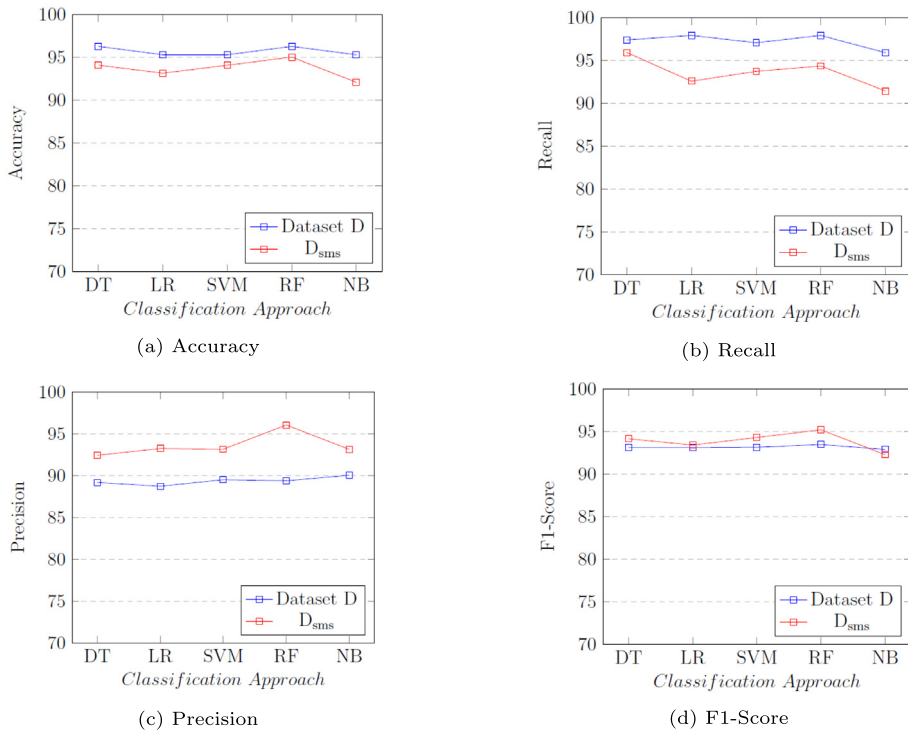 100
95
90
85
80
75
70
Accuracy
Dataset D
Dsms
DT LR SVM RF NB
Classification Approach
(a) Accuracy
100
95
90
85
80
75
70
Recall
Dataset D
Dsms
DT LR SVM RF NB
Classification Approach
(b) Recall
100
95
90
85
80
75
70
Precision
Dataset D
Dsms
DT LR SVM RF NB
Classification Approach
(c) Precision
100
95
90
85
80
75
70
F1-Score
Dataset D
Dsms
DT LR SVM RF NB
Classification Approach
(d) F1-Score